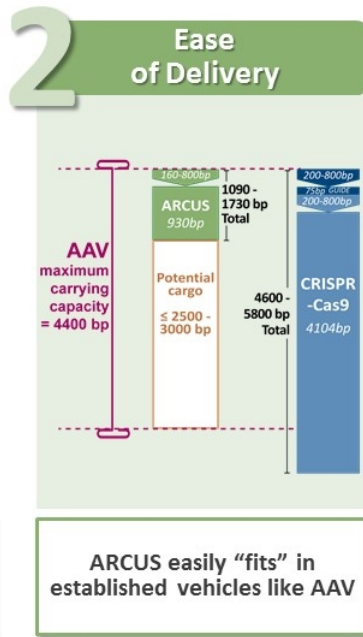 2
Ease
of Delivery
AAV
maximum
carrying
capacity
= 4400 bp
160-800bp
ARCUS
930bp
1090 -
1730 bp
Total
Potential
cargo
≤ 2500 -
3000 bp
4600 -
5800 bp
Total
200-800bp
75bp GUIDE
200-800bp
CRISPR
-Cas9
4104bp
ARCUS easily “fits” in
established vehicles like AAV